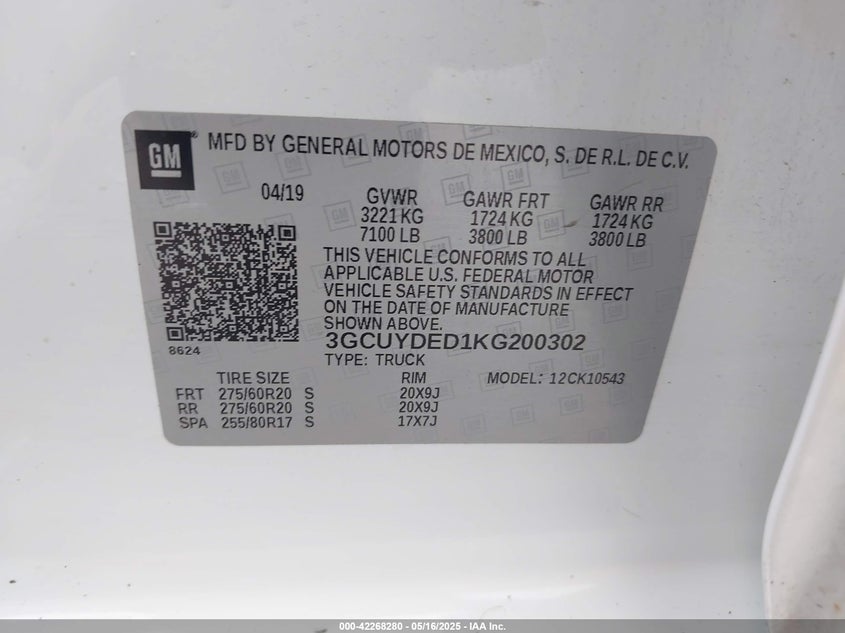 GM
MFD BY GENERAL MOTORS DE MEXICO, S. DE R.L. DE C.V.
04/19 GVWR GAWR FRT GAWR RR
3221 KG 1724 KG 1724 KG
7100 LB 3800 LB 3800 LB
THIS VEHICLE CONFORMS TO ALL
APPLICABLE U.S. FEDERAL MOTOR
VEHICLE SAFETY STANDARDS IN EFFECT
ON THE DATE OF MANUFACTURE
SHOWN ABOVE.
8624
3GCUYDED1KG200302
TYPE: TRUCK
TIRE SIZE RIM MODEL: 12CK10543
FRT 275/60R20 S 20X9J
RR 275/60R20 S 20X9J
SPA 255/80R17 S 17X7J
000-42268280 - 05/16/2025 - IAA Inc.